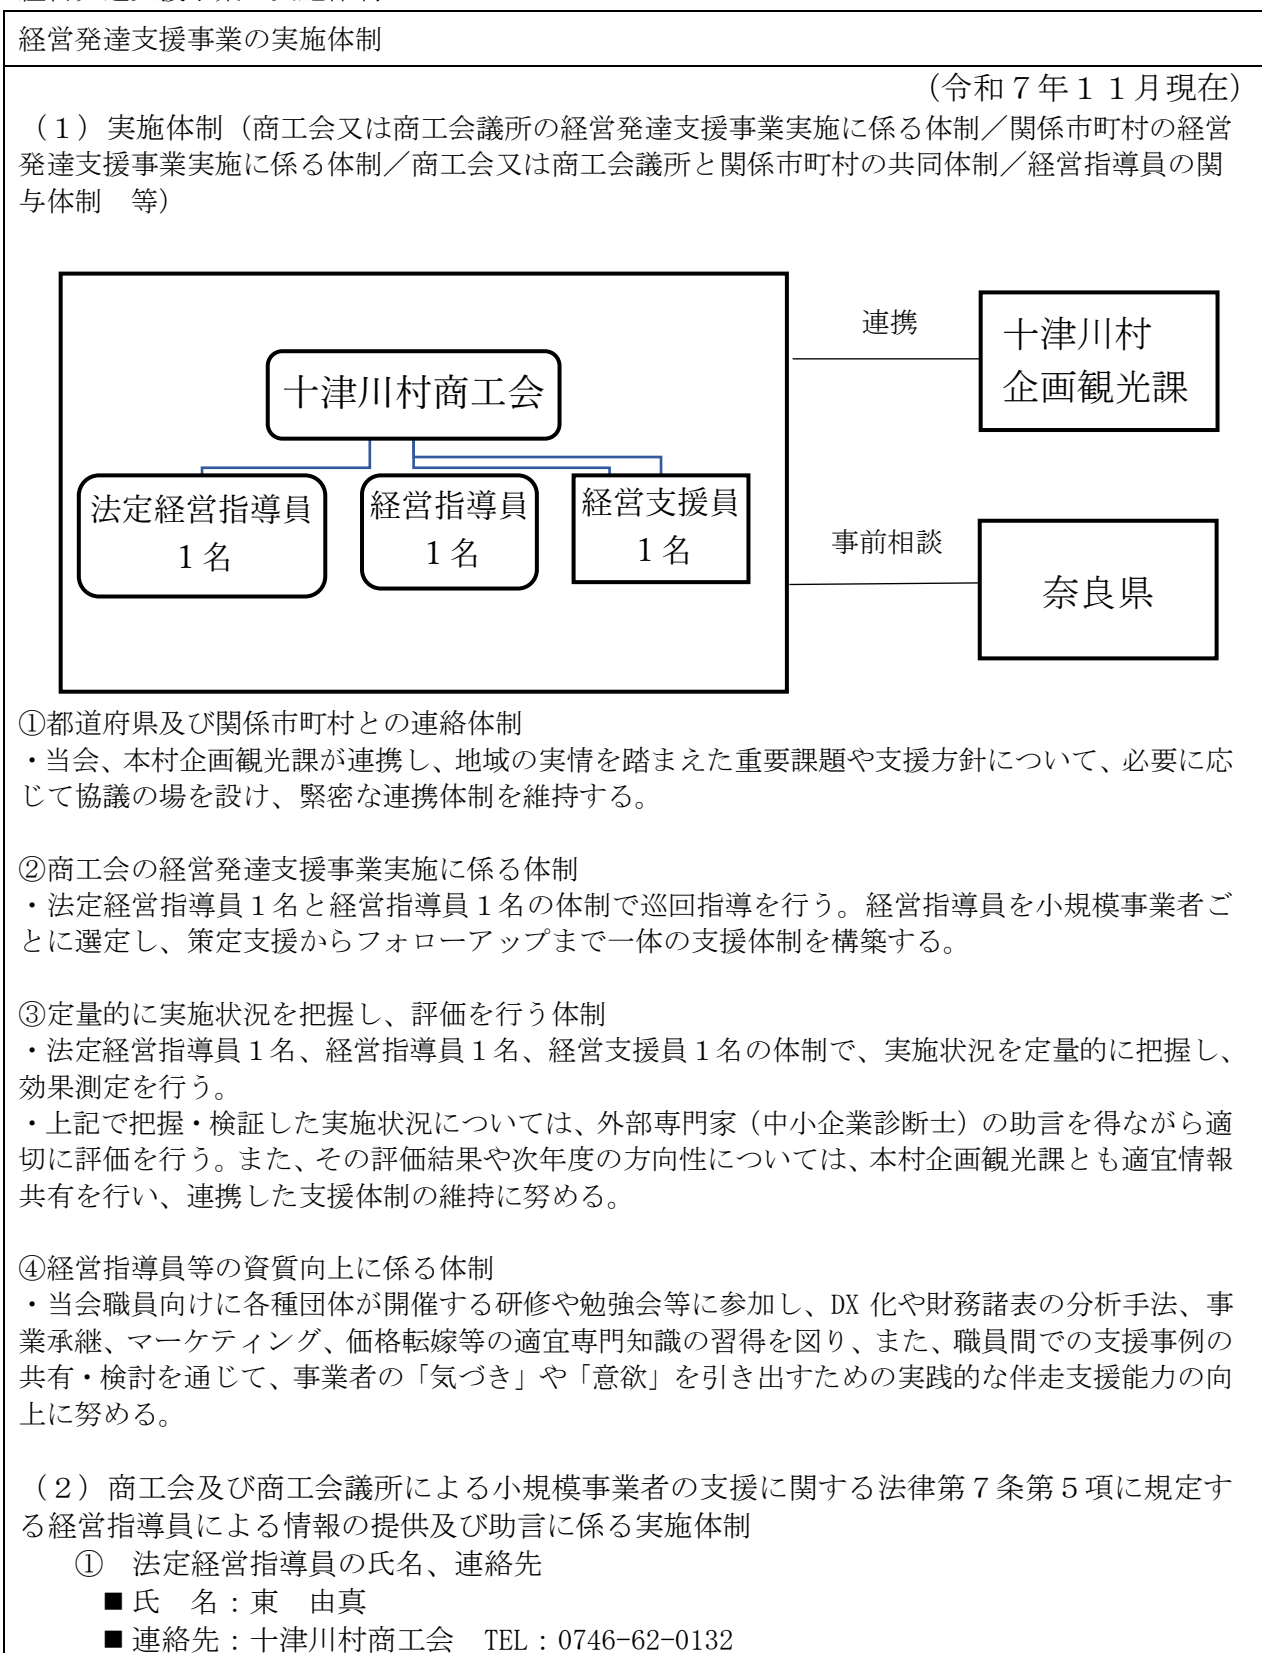 経営発達支援事業の実施体制
(令和7年11月現在)
（１）実施体制（商工会又は商工会議所の経営発達支援事業実施に係る体制／関係市町村の経営
発達支援事業実施に係る体制／商工会又は商工会議所と関係市町村の共同体制／経営指導員の関
与体制　等）
連携
十津川村
企画観光課
十津川村商工会
法定経営指導員
１名
経営指導員
１名
経営支援員
１名
事前相談
奈良県
①都道府県及び関係市町村との連絡体制
・当会、本村企画観光課が連携し、地域の実情を踏まえた重要課題や支援方針について、必要に応
じて協議の場を設け、緊密な連携体制を維持する。
②商工会の経営発達支援事業実施に係る体制
・法定経営指導員１名と経営指導員１名の体制で巡回指導を行う。経営指導員を小規模事業者ご
とに選定し、策定支援からフォローアップまで一体の支援体制を構築する。
③定量的に実施状況を把握し、評価を行う体制
・法定経営指導員１名、経営指導員１名、経営支援員１名の体制で、実施状況を定量的に把握し、
効果測定を行う。
・上記で把握・検証した実施状況については、外部専門家（中小企業診断士）の助言を得ながら適
切に評価を行う。また、その評価結果や次年度の方向性については、本村企画観光課とも適宜情報
共有を行い、連携した支援体制の維持に努める。
④経営指導員等の資質向上に係る体制
・当会職員向けに各種団体が開催する研修や勉強会等に参加し、DX 化や財務諸表の分析手法、事
業承継、マーケティング、価格転嫁等の適宜専門知識の習得を図り、また、職員間での支援事例の
共有・検討を通じて、事業者の「気づき」や「意欲」を引き出すための実践的な伴走支援能力の向
上に努める。
（２）商工会及び商工会議所による小規模事業者の支援に関する法律第７条第５項に規定す
る経営指導員による情報の提供及び助言に係る実施体制
①　法定経営指導員の氏名、連絡先
■氏　名：東　由真
■連絡先：十津川村商工会　TEL：0746-62-0132